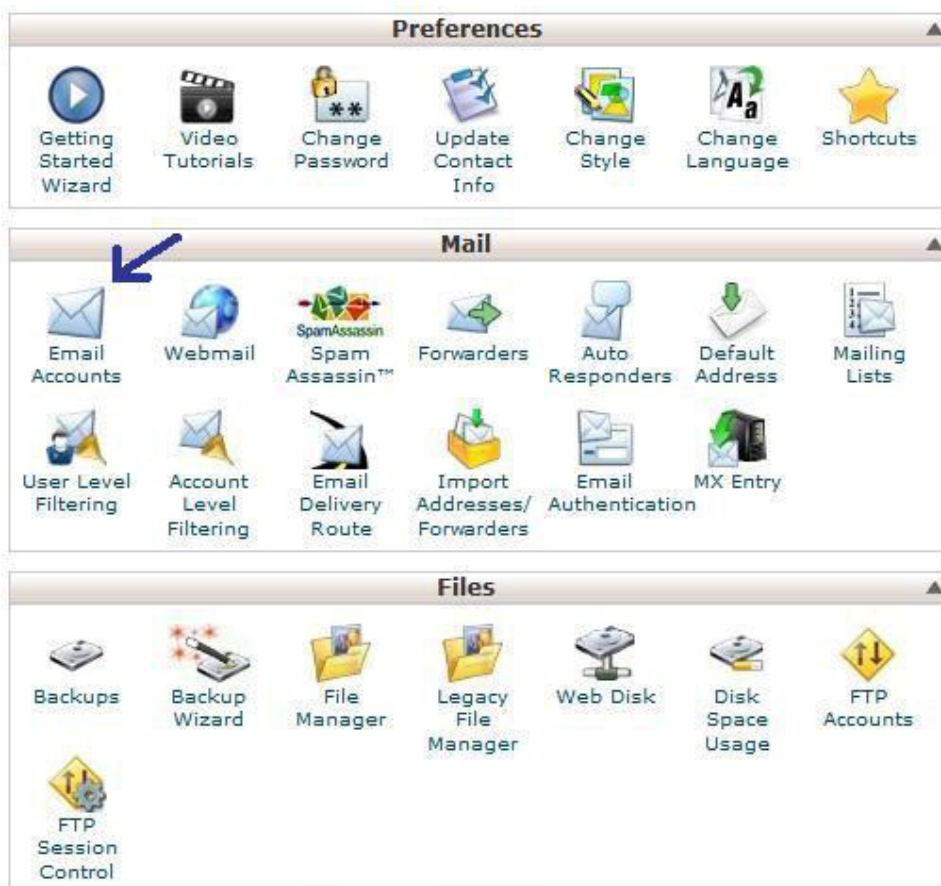 Preferences
Getting Started Wizard
Video Tutorials
Change Password
Update Contact Info
Change Style
Change Language
Shortcuts
Mail
Email Accounts
Webmail
SpamAssassin
Spam Assassin™
Forwarders
Auto Responders
Default Address
Mailing Lists
User Level Filtering
Account Level Filtering
Email Delivery Route
Import Addresses/ Forwarders
Email Authentication
MX Entry
Files
Backups
Backup Wizard
File Manager
Legacy File Manager
Web Disk
Disk Space Usage
FTP Accounts
FTP Session Control